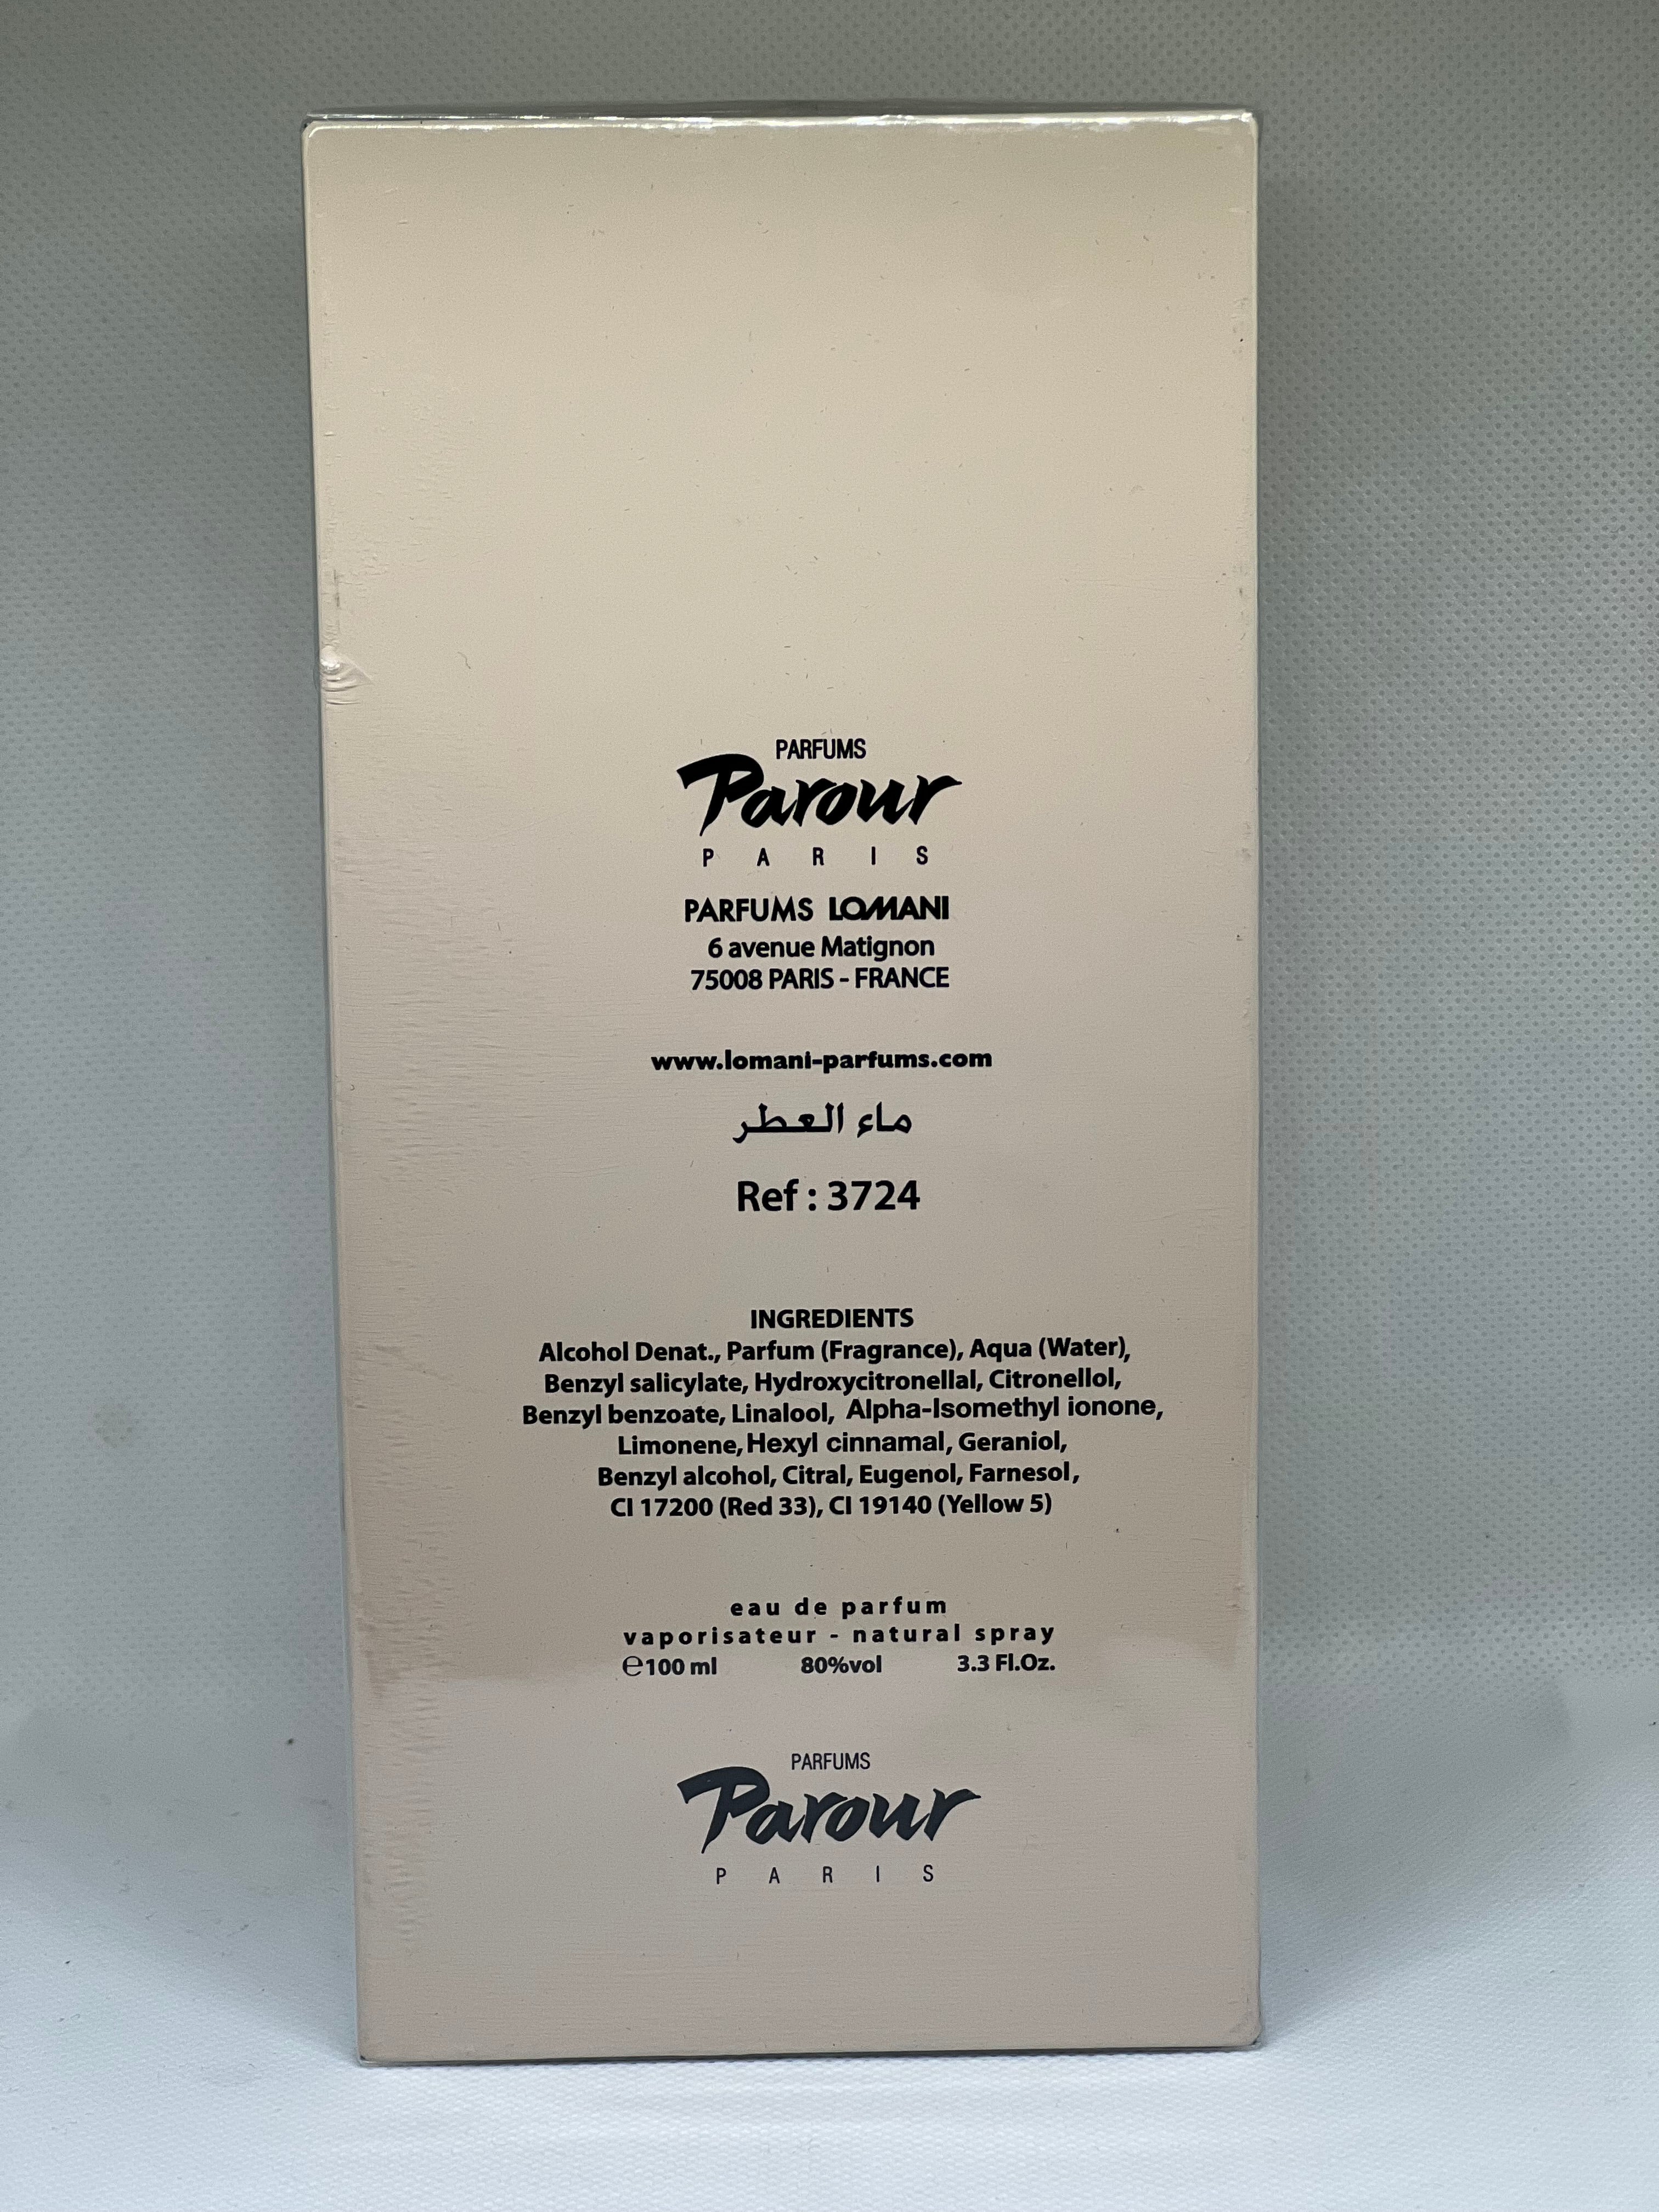 PARFUMS
Parour
PARIS
PARFUMS LOMANI
6 avenue Matignon
75008 PARIS - FRANCE
www.lomani-parfums.com
ماء العطر
Ref : 3724
INGREDIENTS
Alcohol Denat., Parfum (Fragrance), Aqua (Water),
Benzyl salicylate, Hydroxycitronellal, Citronellol,
Benzyl benzoate, Linalool, Alpha-Isomethyl ionone,
Limonene, Hexyl cinnamal, Geraniol,
Benzyl alcohol, Citral, Eugenol, Farnesol,
CI 17200 (Red 33), CI 19140 (Yellow 5)
eau de parfum
vaporisateur - natural spray
℮100 ml 80%vol 3.3 Fl.Oz.
PARFUMS
Parour
PARIS